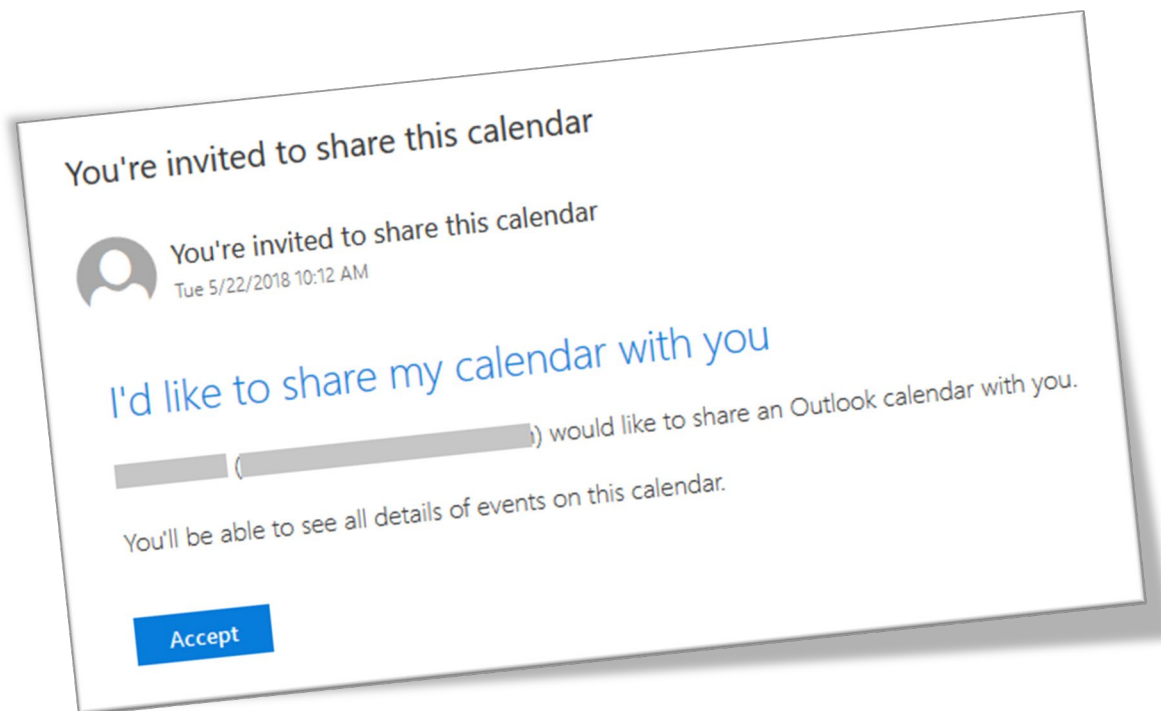 You're invited to share this calendar
You're invited to share this calendar
Tue 5/22/2018 10:12 AM
I'd like to share my calendar with you
( ) would like to share an Outlook calendar with you.
You'll be able to see all details of events on this calendar.
Accept